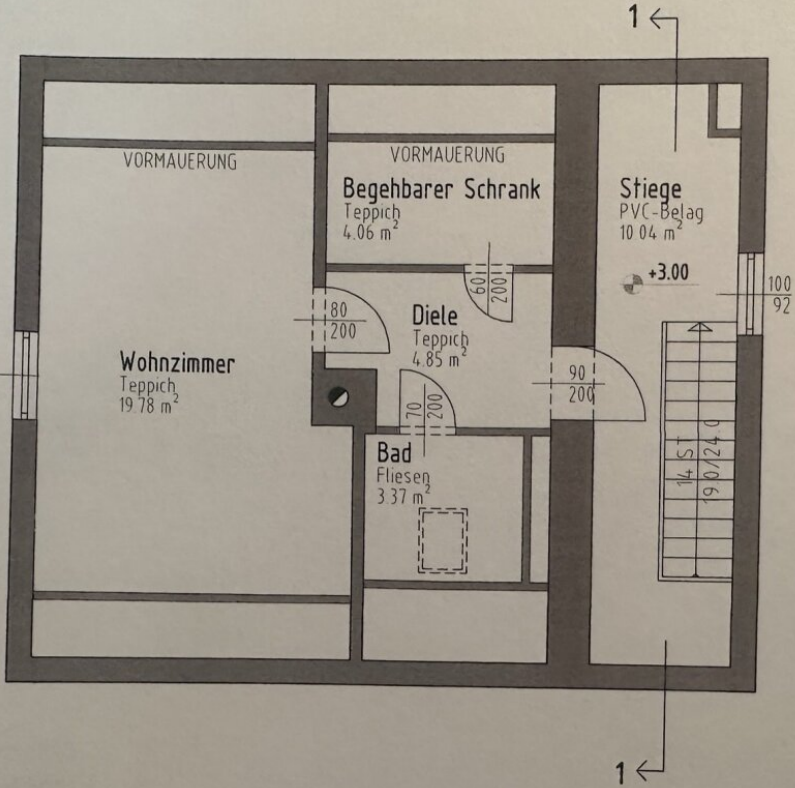 1
VORMAUERUNG
VORMAUERUNG
Begehbarer Schrank
Teppich
4.06 m²
Stiege
PVC-Belag
10 04 m²
+3.00
100
92
60
200
80
200
Diele
Teppich
4.85 m²
Wohnzimmer
Teppich
19.78 m²
90
200
70
200
Bad
Fliesen
3.37 m²
14 ST
19.0/24.0
1